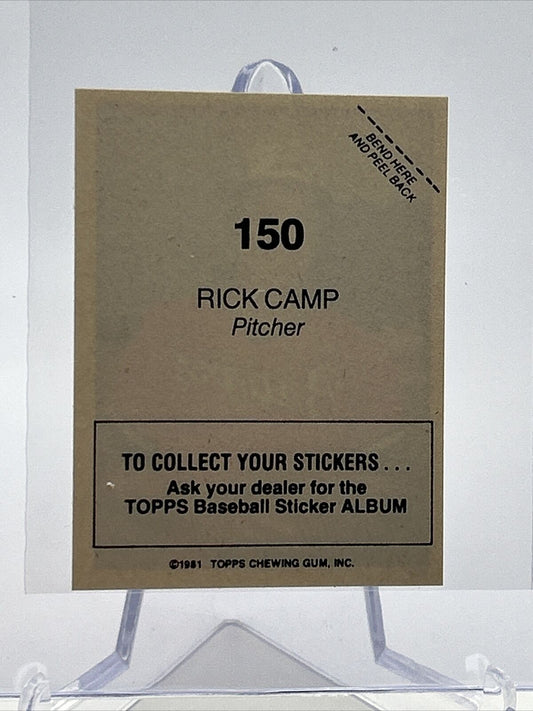 BEND HERE
AND PEEL BACK
150
RICK CAMP
Pitcher
TO COLLECT YOUR STICKERS...
Ask your dealer for the
TOPPS Baseball Sticker ALBUM
©1981 TOPPS CHEWING GUM, INC.